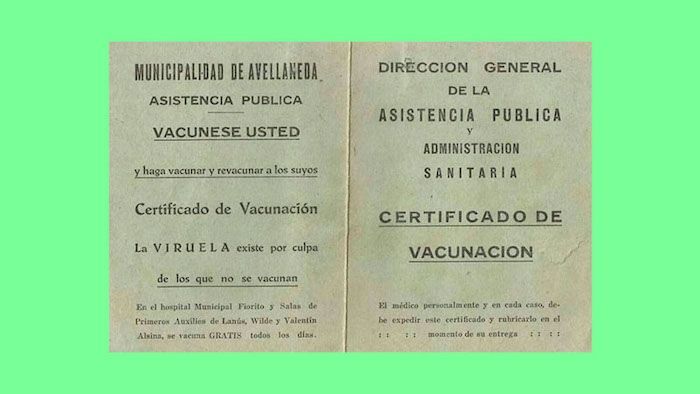 MUNICIPALIDAD DE AVELLANEDA
ASISTENCIA PUBLICA
VACUNESE USTED
y haga vacunar y revacunar a los suyos
Certificado de Vacunación
La VIRUELA existe por culpa
de los que no se vacunan
En el hospital Municipal Fiorito y Salas de
Primeros Auxilios de Lanús, Wilde y Valentín
Alsina, se vacuna GRATIS todos los días.
DIRECCION GENERAL
DE LA
ASISTENCIA PUBLICA
Y
ADMINISTRACION
SANITARIA
CERTIFICADO DE
VACUNACION
El médico personalmente y en cada caso, de-
be expedir este certificado y rubricarlo en el
: : : : momento de su entrega : : : :